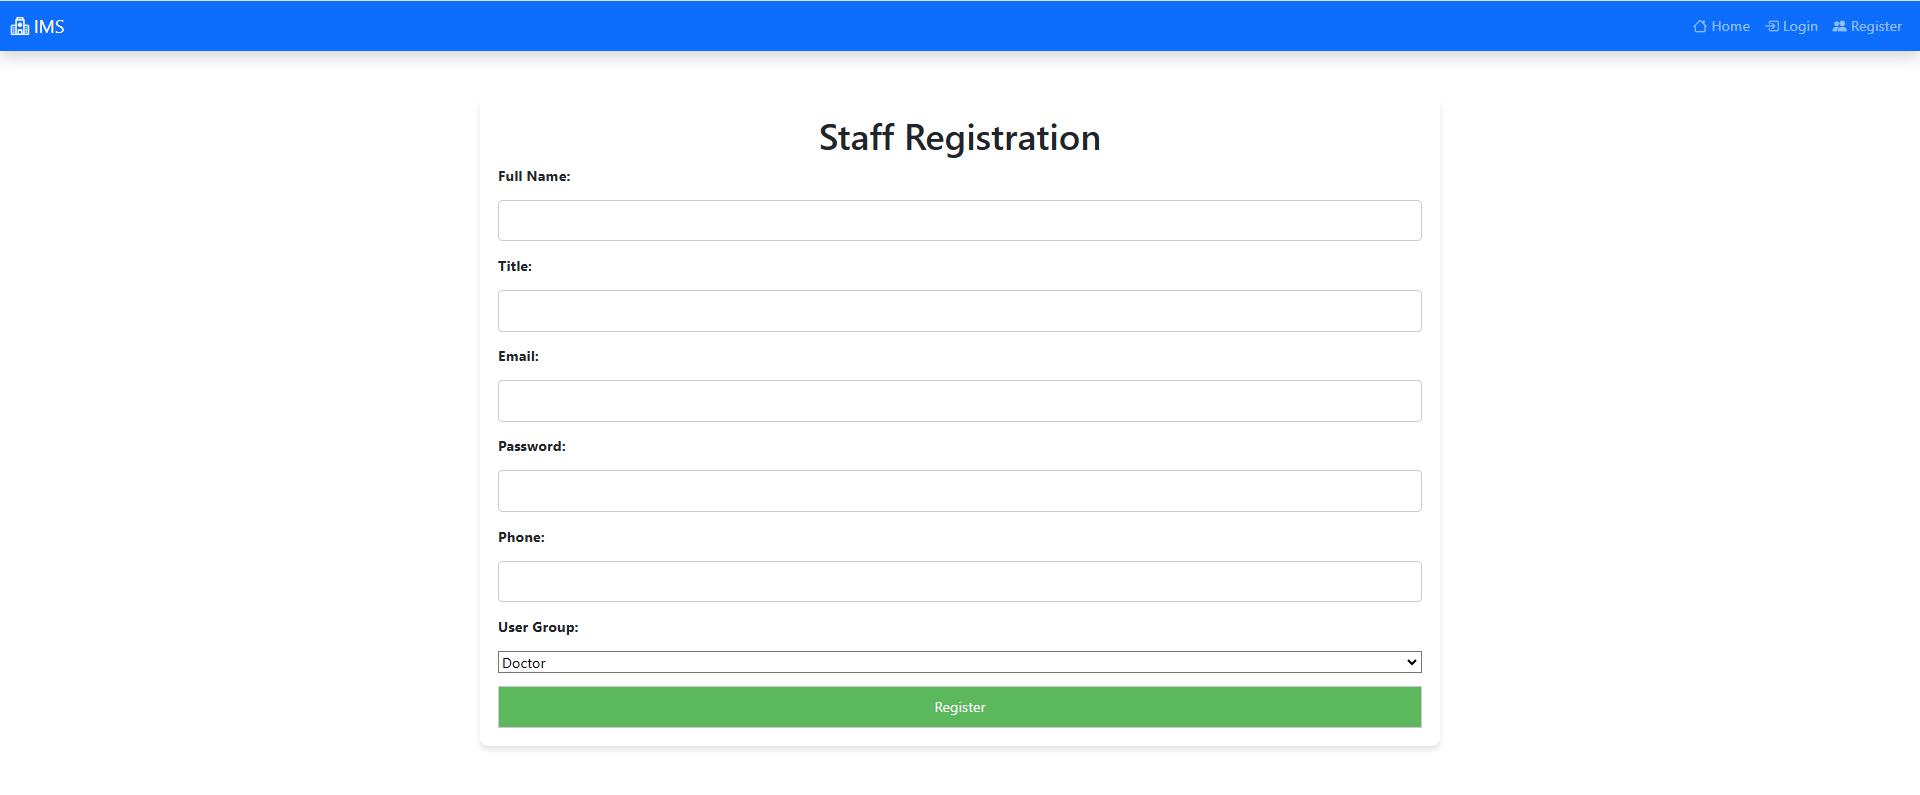 IMS
Home Login Register
Staff Registration
Full Name:
Title:
Email:
Password:
Phone:
User Group:
Doctor
Register